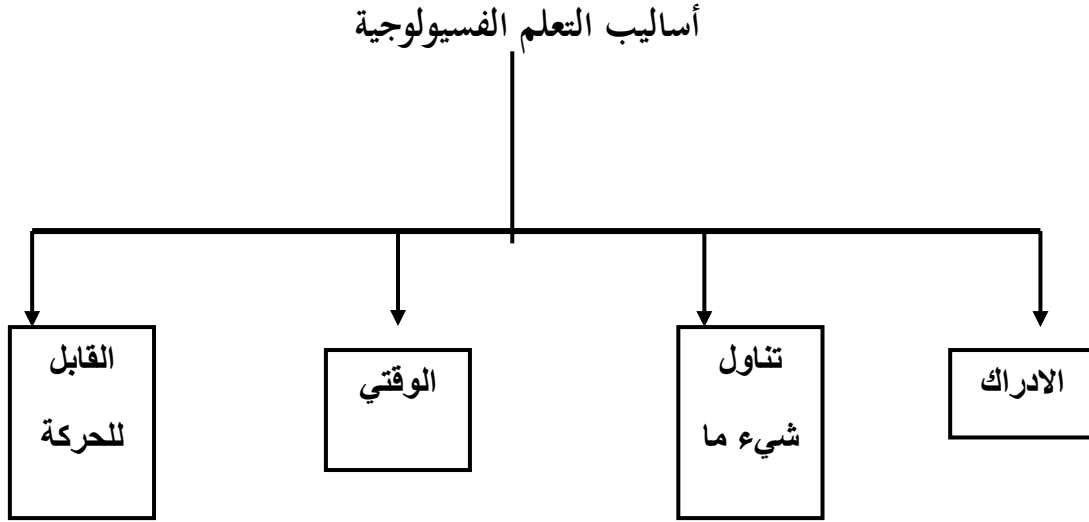 أساليب التعلم الفسيولوجية
الادراك
تناول
شيء ما
الوقتي
القابل
للحركة